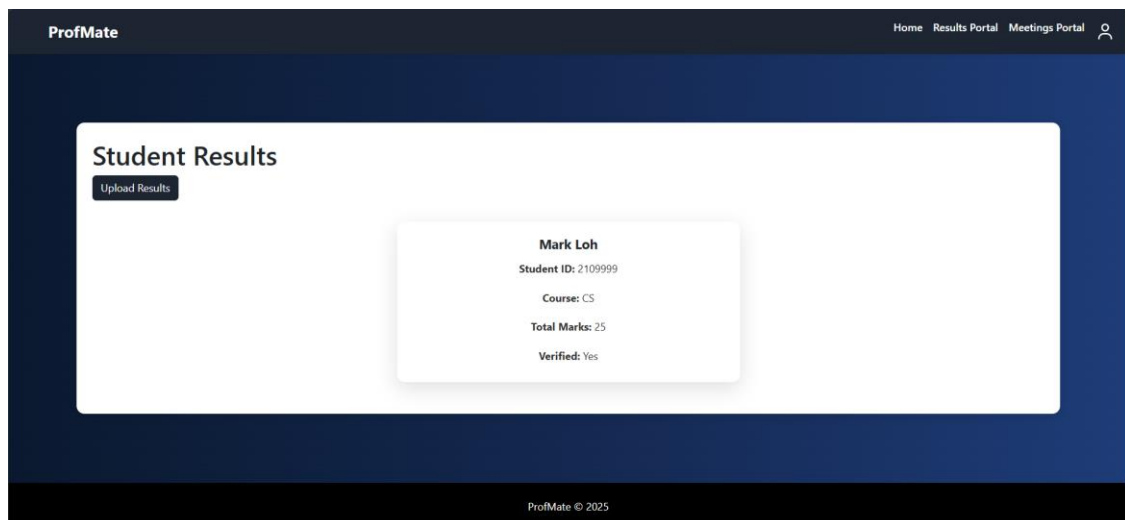 ProfMate
Home Results Portal Meetings Portal
Student Results
Upload Results
Mark Loh
Student ID: 2109999
Course: CS
Total Marks: 25
Verified: Yes
ProfMate © 2025